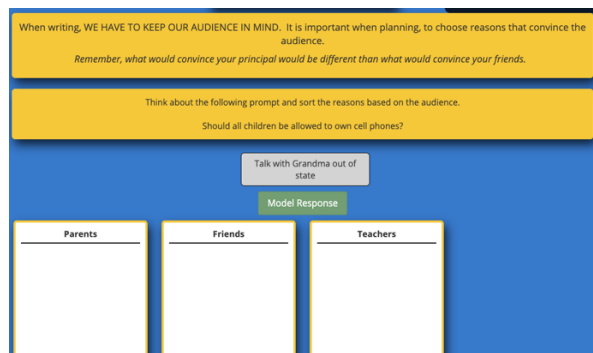 When writing, WE HAVE TO KEEP OUR AUDIENCE IN MIND.  It is important when planning, to choose reasons that convince the
audience.
Remember, what would convince your principal would be different than what would convince your friends.
Think about the following prompt and sort the reasons based on the audience.
Should all children be allowed to own cell phones?
Talk with Grandma out of
state
Model Response
Parents
Friends
Teachers